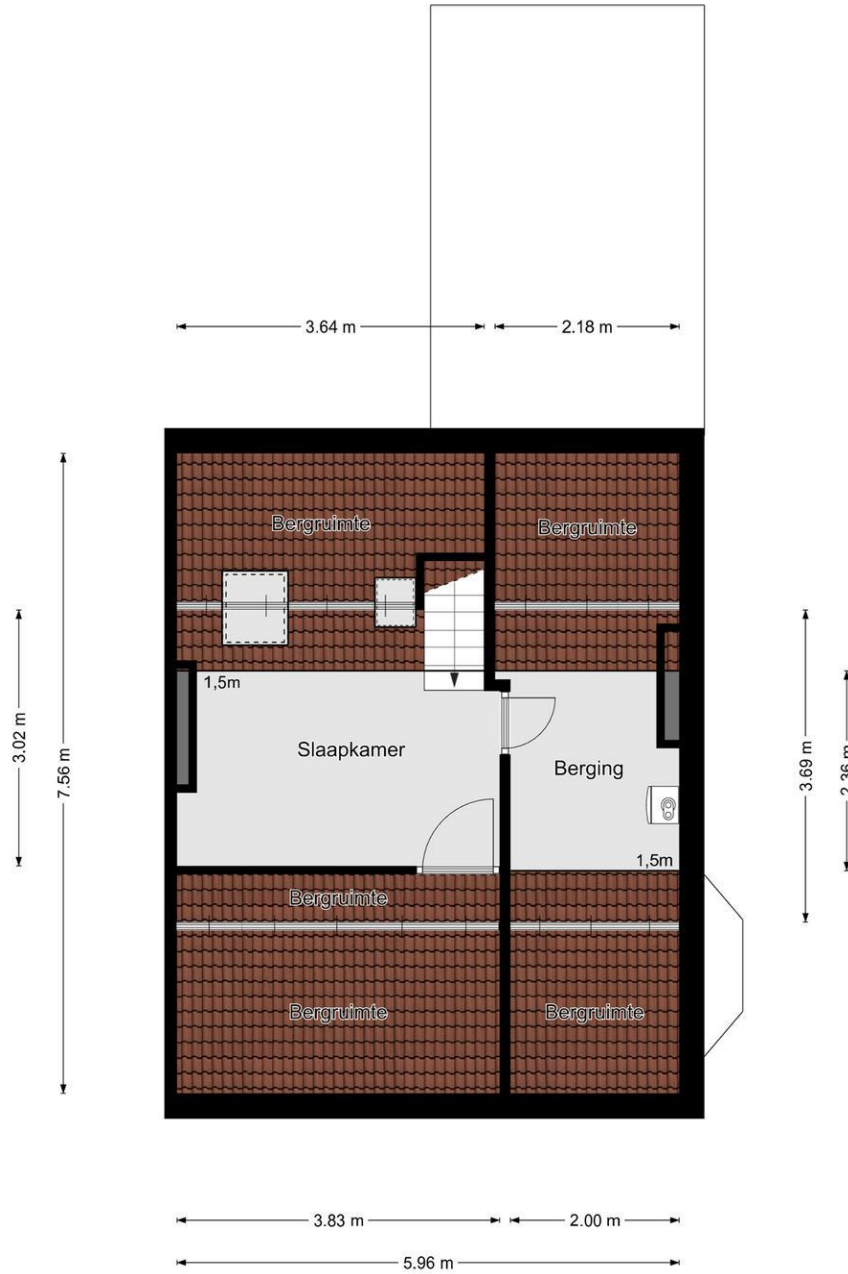 3.64 m
2.18 m
Bergruimte
Bergruimte
1,5m
Slaapkamer
Berging
3.02 m
7.56 m
3.69 m
2.36 m
1,5m
Bergruimte
Bergruimte
Bergruimte
3.83 m
2.00 m
5.96 m